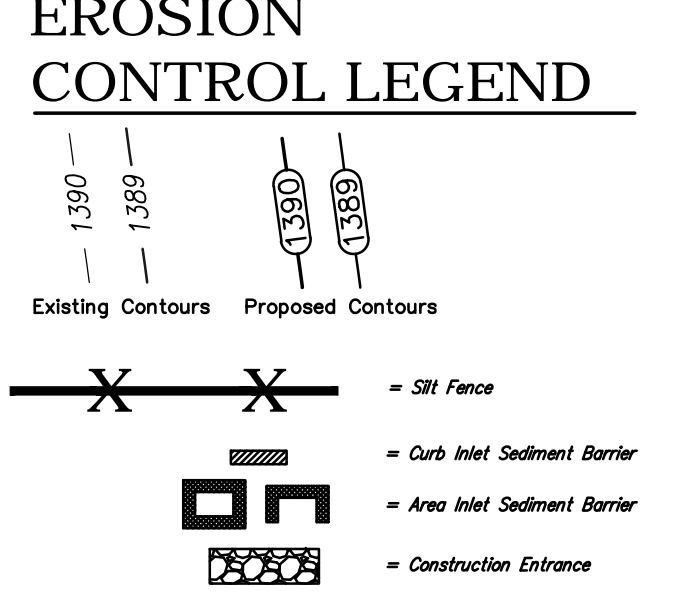 EROSION
CONTROL LEGEND
1390 1389 1390 1389
Existing Contours Proposed Contours
X X = Silt Fence
= Curb Inlet Sediment Barrier
= Area Inlet Sediment Barrier
= Construction Entrance